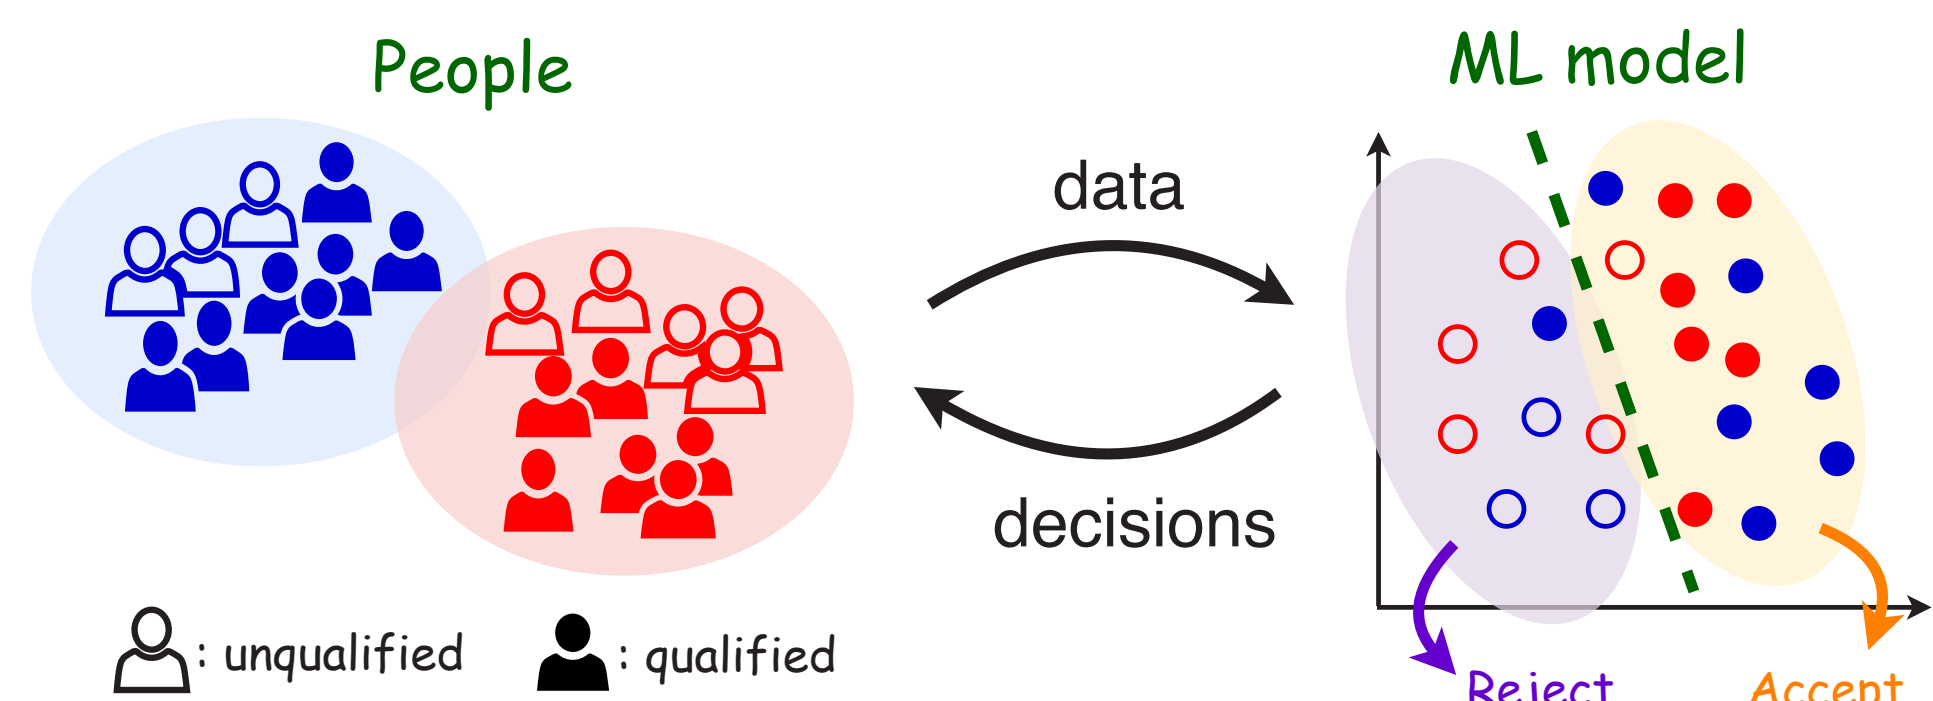 People
ML model
data
decisions
: unqualified
: qualified
Reject
Accept